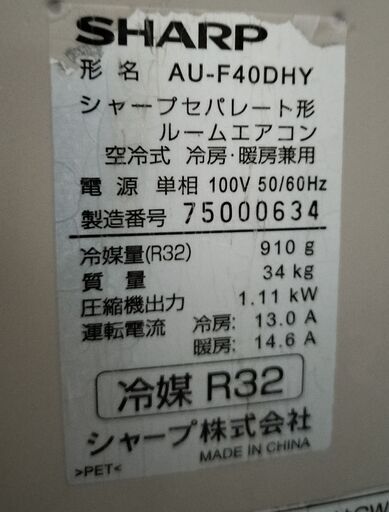 SHARP
形名 AU-F40DHY
シャープセパレート形
ルームエアコン
空冷式 冷房・暖房兼用
電源 単相 100V 50/60Hz
製造番号 75000634
冷媒量(R32) 910 g
質量 34 kg
圧縮機出力 1.11 kW
運転電流 冷房: 13.0 A
暖房: 14.6 A
冷媒 R32
シャープ株式会社
MADE IN CHINA
>PET<